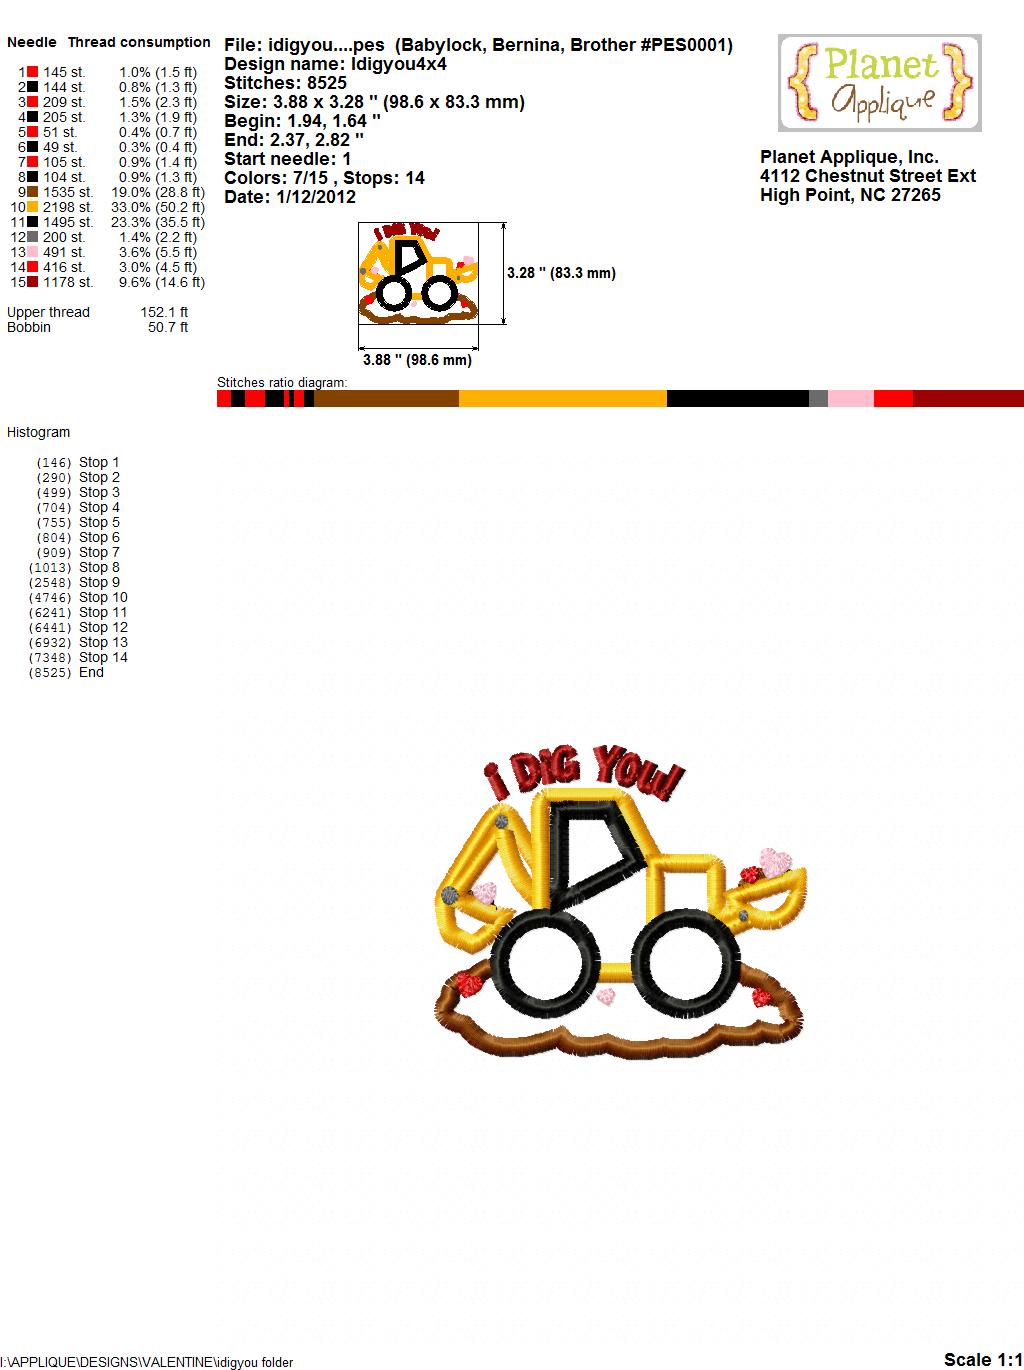 Needle Thread consumption
1 145 st. 1.0% (1.5 ft)
2 144 st. 0.8% (1.3 ft)
3 209 st. 1.5% (2.3 ft)
4 205 st. 1.3% (1.9 ft)
5 51 st. 0.4% (0.7 ft)
6 49 st. 0.3% (0.4 ft)
7 105 st. 0.9% (1.4 ft)
8 104 st. 0.9% (1.3 ft)
9 1535 st. 19.0% (28.8 ft)
10 2198 st. 33.0% (50.2 ft)
11 1495 st. 23.3% (35.5 ft)
12 200 st. 1.4% (2.2 ft)
13 491 st. 3.6% (5.5 ft)
14 416 st. 3.0% (4.5 ft)
15 1178 st. 9.6% (14.6 ft)
Upper thread 152.1 ft
Bobbin 50.7 ft
File: idigyou....pes (Babylock, Bernina, Brother #PES0001)
Design name: Idigyou4x4
Stitches: 8525
Size: 3.88 x 3.28 " (98.6 x 83.3 mm)
Begin: 1.94, 1.64 "
End: 2.37, 2.82 "
Start needle: 1
Colors: 7/15 , Stops: 14
Date: 1/12/2012
{Planet
Applique}
Planet Applique, Inc.
4112 Chestnut Street Ext
High Point, NC 27265
i DiG YOU!
3.28 " (83.3 mm)
3.88 " (98.6 mm)
Stitches ratio diagram:
Histogram
(146) Stop 1
(290) Stop 2
(499) Stop 3
(704) Stop 4
(755) Stop 5
(804) Stop 6
(909) Stop 7
(1013) Stop 8
(2548) Stop 9
(4746) Stop 10
(6241) Stop 11
(6441) Stop 12
(6932) Stop 13
(7348) Stop 14
(8525) End
i DiG YOU!
I:\APPLIQUE\DESIGNS\VALENTINE\idigyou folder
Scale 1:1